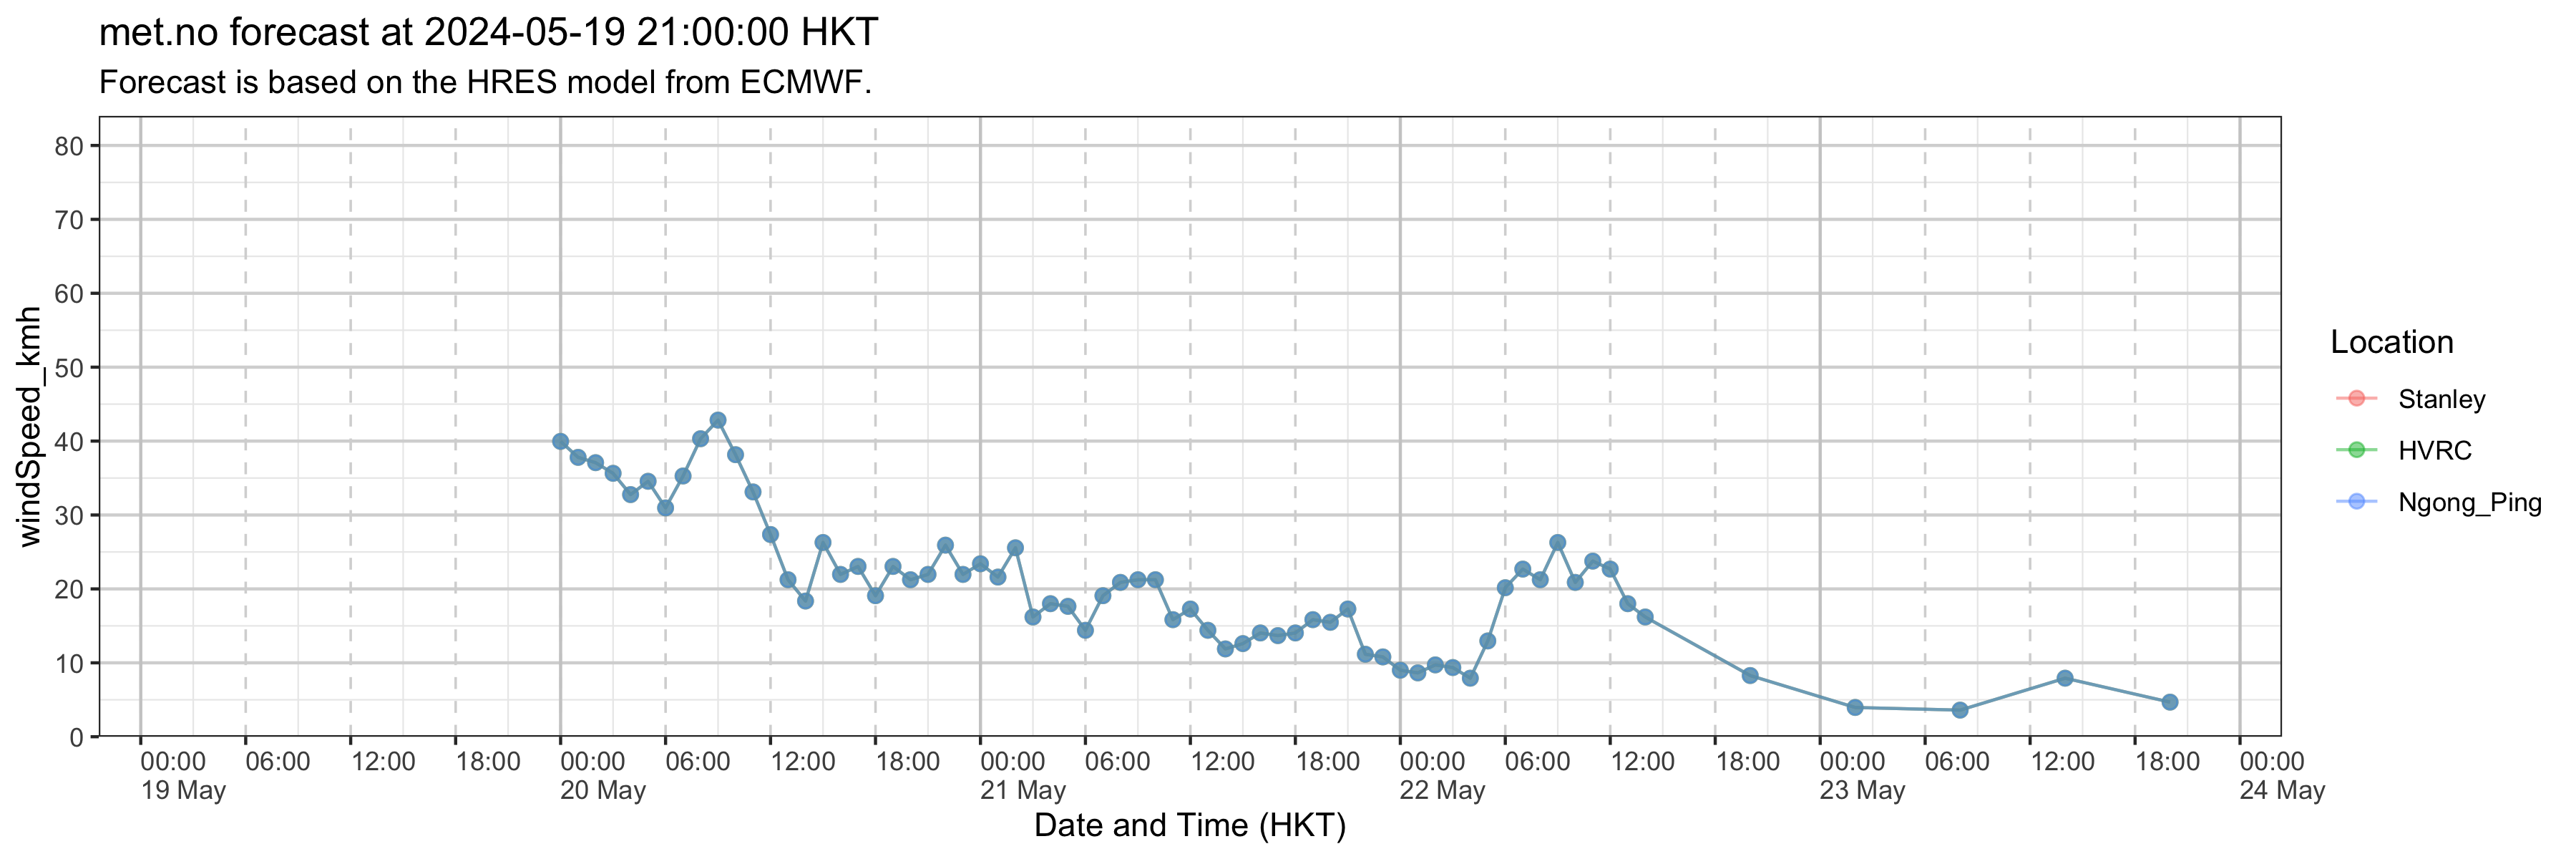 met.no forecast at 2024-05-19 21:00:00 HKT
Forecast is based on the HRES model from ECMWF.
windSpeed_kmh
80
70
60
50
40
30
20
10
0
00:00 06:00 12:00 18:00 00:00 06:00 12:00 18:00 00:00 06:00 12:00 18:00 00:00 06:00 12:00 18:00 00:00 06:00 12:00 18:00 00:00
19 May 20 May 21 May 22 May 23 May 24 May
Date and Time (HKT)
Location
Stanley
HVRC
Ngong_Ping